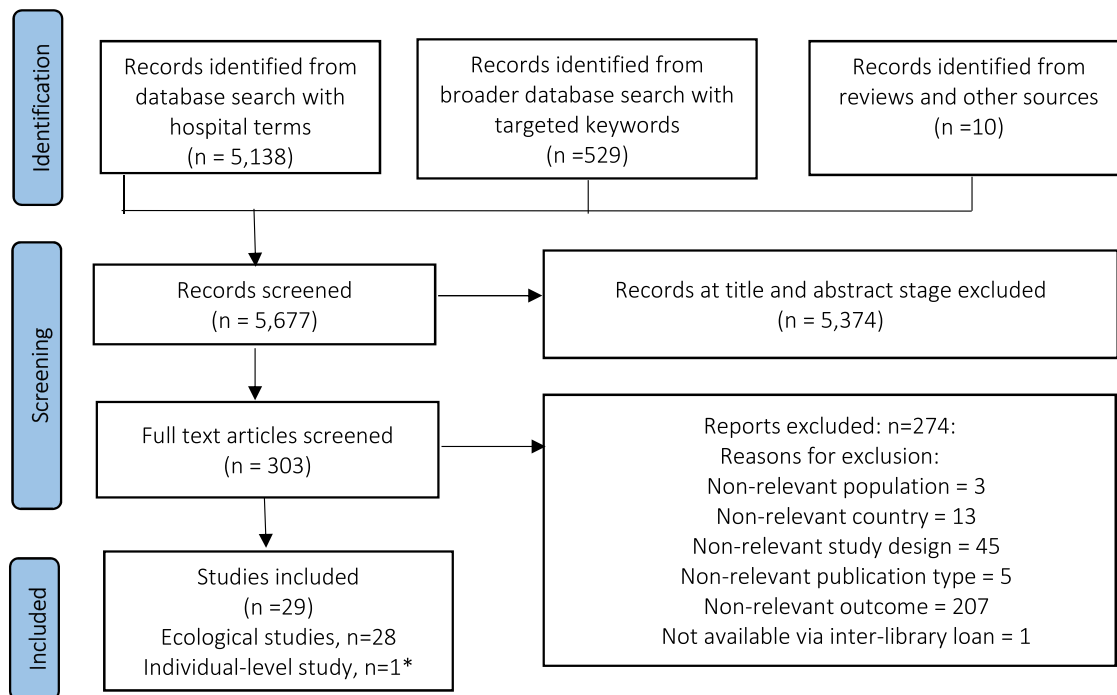 Identification
Records identified from
database search with
hospital terms
(n = 5,138)
Records identified from
broader database search with
targeted keywords
(n =529)
Records identified from
reviews and other sources
(n =10)
Screening
Records screened
(n = 5,677)
Records at title and abstract stage excluded
(n = 5,374)
Full text articles screened
(n = 303)
Reports excluded: n=274:
Reasons for exclusion:
Non-relevant population = 3
Non-relevant country = 13
Non-relevant study design = 45
Non-relevant publication type = 5
Non-relevant outcome = 207
Not available via inter-library loan = 1
Included
Studies included
(n =29)
Ecological studies, n=28
Individual-level study, n=1*